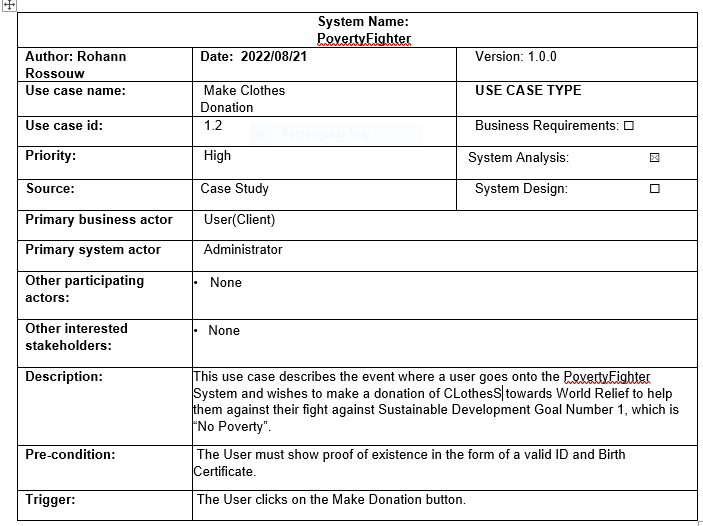 System Name:
PovertyFighter
Author: Rohann
Rossouw
Date: 2022/08/21
Version: 1.0.0
Use case name:
Make Clothes
Donation
USE CASE TYPE
Use case id:
1.2
Business Requirements: ☐
Priority:
High
System Analysis: ☒
Source:
Case Study
System Design: ☐
Primary business actor
User(Client)
Primary system actor
Administrator
Other participating
actors:
• None
Other interested
stakeholders:
• None
Description:
This use case describes the event where a user goes onto the PovertyFighter
System and wishes to make a donation of CLothesS towards World Relief to help
them against their fight against Sustainable Development Goal Number 1, which is
“No Poverty”.
Pre-condition:
The User must show proof of existence in the form of a valid ID and Birth
Certificate.
Trigger:
The User clicks on the Make Donation button.
Rectangular Snip